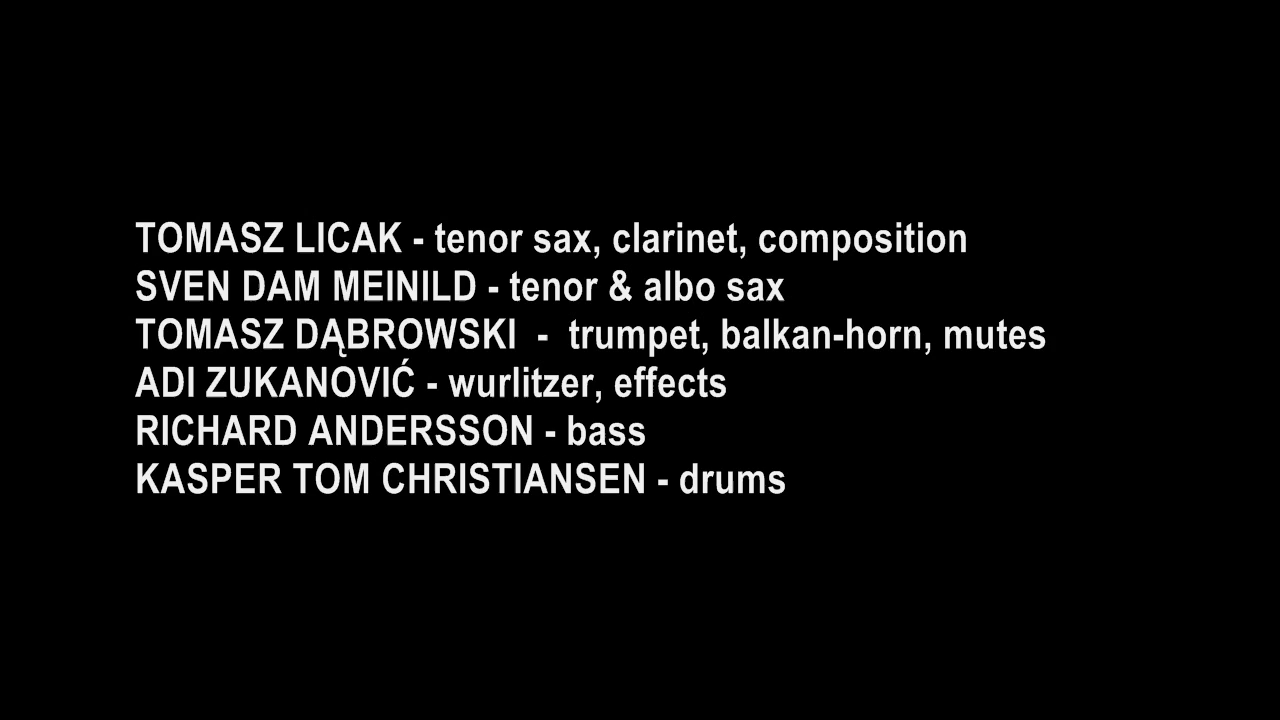 TOMASZ LICAK - tenor sax, clarinet, composition
SVEN DAM MEINILD - tenor & albo sax
TOMASZ DĄBROWSKI  -  trumpet, balkan-horn, mutes
ADI ZUKANOVIĆ - wurlitzer, effects
RICHARD ANDERSSON - bass
KASPER TOM CHRISTIANSEN - drums